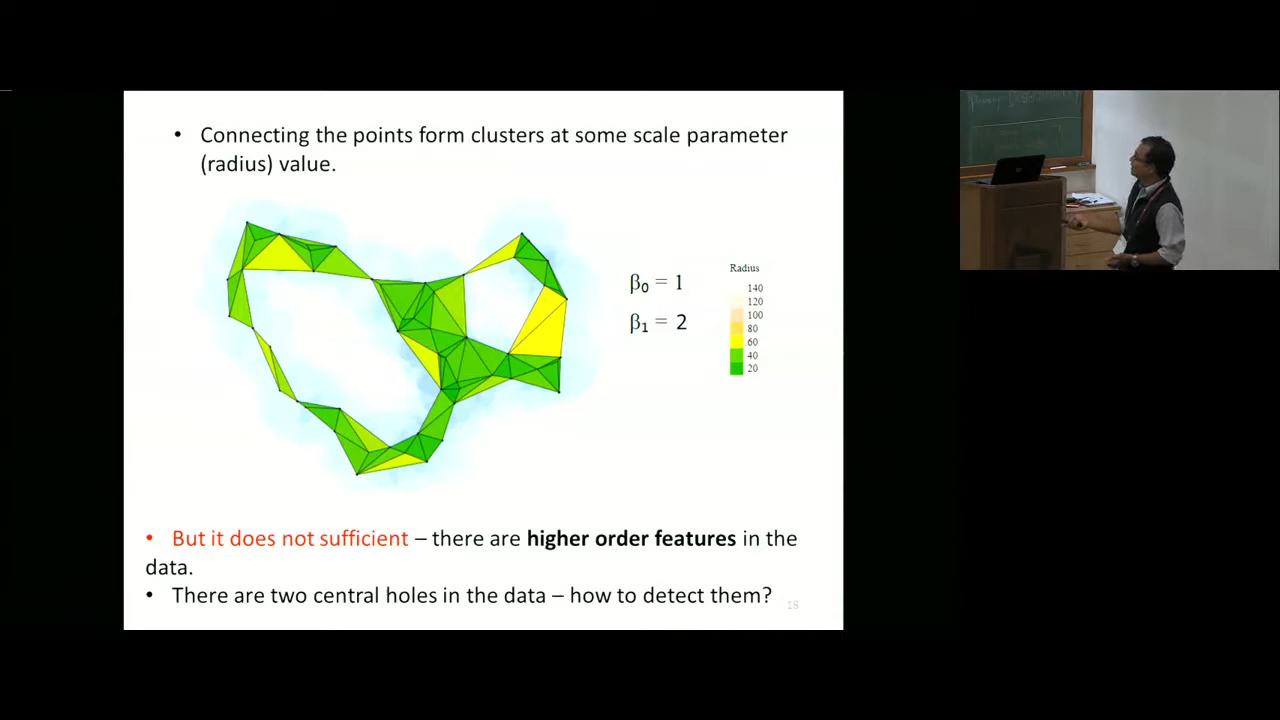 • Connecting the points form clusters at some scale parameter
(radius) value.
β₀ = 1
β₁ = 2
Radius
140
120
100
80
60
40
20
• But it does not sufficient – there are higher order features in the
data.
• There are two central holes in the data – how to detect them?
18